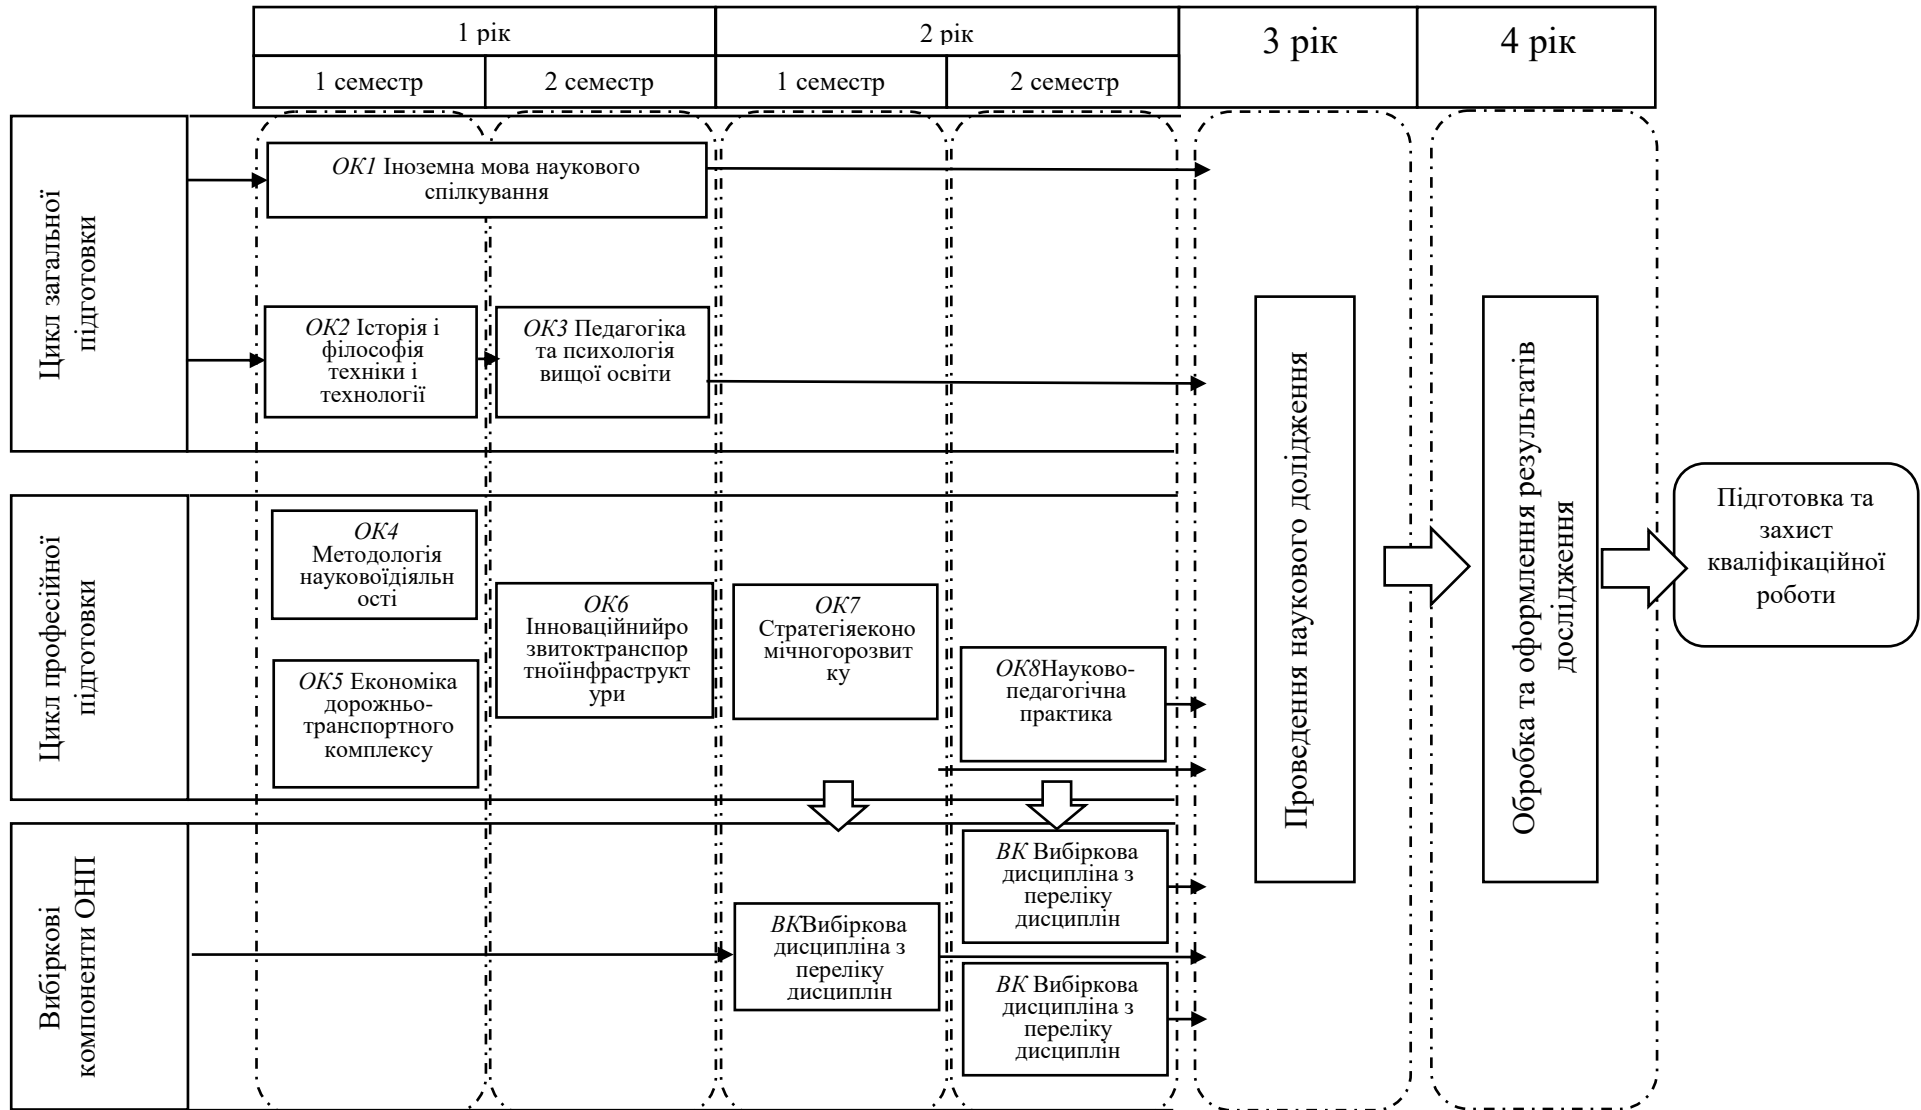 1 рік
2 рік
3 рік
4 рік
1 семестр
2 семестр
1 семестр
2 семестр
Цикл загальної
підготовки
ОК1 Іноземна мова наукового
спілкування
ОК2 Історія і
філософія
техніки і
технології
ОК3 Педагогіка
та психологія
вищої освіти
Цикл професійної
підготовки
ОК4
Методологія
науковоїдіяльн
ості
ОК5 Економіка
дорожньо-
транспортного
комплексу
ОК6
Інноваційнийро
звитоктранспор
тноїінфраструкт
ури
ОК7
Стратегіяеконо
мічногорозвит
ку
ОК8Науково-
педагогічна
практика
Вибіркові
компоненти ОНП
ВКВибіркова
дисципліна з
переліку
дисциплін
ВК Вибіркова
дисципліна з
переліку
дисциплін
ВК Вибіркова
дисципліна з
переліку
дисциплін
Проведення наукового долідження
Обробка та оформлення результатів
дослідження
Підготовка та
захист
кваліфікаційної
роботи